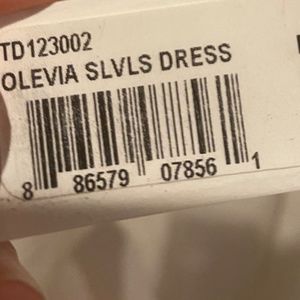 TD123002
OLEVIA SLVLS DRESS
8 86579 07856 1